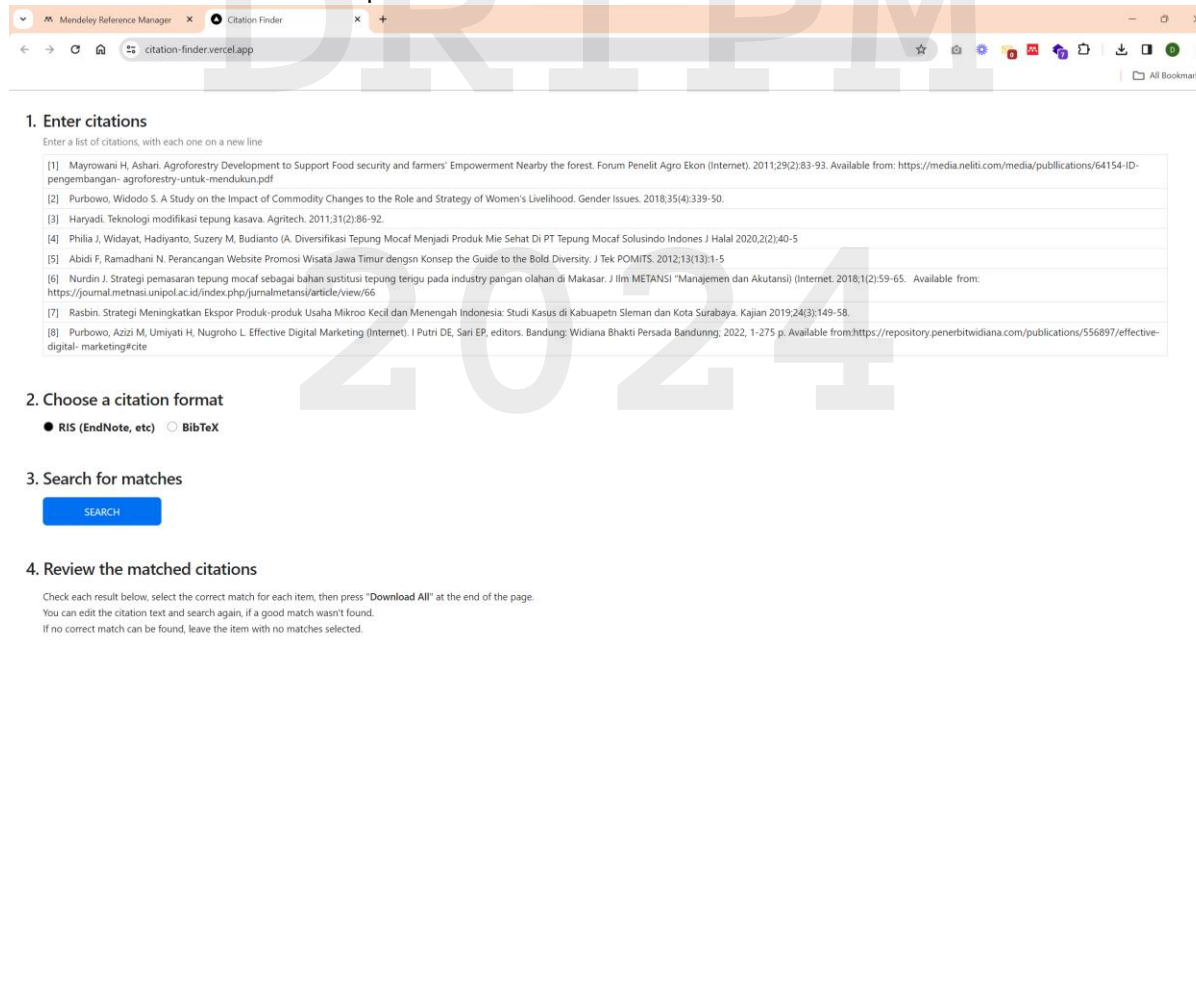 DRTPM
Mendeley Reference Manager
Citation Finder
citation-finder.vercel.app
0
7
D
All Bookmar
1. Enter citations
Enter a list of citations, with each one on a new line
[1] Mayrowani H, Ashari. Agroforestry Development to Support Food security and farmers' Empowerment Nearby the forest. Forum Penelit Agro Ekon (Internet). 2011;29(2):83-93. Available from: https://media.neliti.com/media/publlications/64154-ID-
pengembangan- agroforestry-untuk-mendukun.pdf
[2] Purbowo, Widodo S. A Study on the Impact of Commodity Changes to the Role and Strategy of Women's Livelihood. Gender Issues. 2018;35(4):339-50.
[3] Haryadi. Teknologi modifikasi tepung kasava. Agritech. 2011;31(2):86-92.
[4] Philia J, Widayat, Hadiyanto, Suzery M, Budianto (A. Diversifikasi Tepung Mocaf Menjadi Produk Mie Sehat Di PT Tepung Mocaf Solusindo Indones J Halal 2020,2(2);40-5
[5] Abidi F, Ramadhani N. Perancangan Website Promosi Wisata Jawa Timur dengsn Konsep the Guide to the Bold Diversity. J Tek POMITS. 2012;13(13):1-5
[6] Nurdin J. Strategi pemasaran tepung mocaf sebagai bahan sustitusi tepung terigu pada industry pangan olahan di Makasar. J Ilm METANSI "Manajemen dan Akutansi) (Internet. 2018;1(2):59-65. Available from:
https://journal.metnasi.unipol.ac.id/index.php/jurnalmetansi/article/view/66
[7] Rasbin. Strategi Meningkatkan Ekspor Produk-produk Usaha Mikroo Kecil dan Menengah Indonesia: Studi Kasus di Kabuapetn Sleman dan Kota Surabaya. Kajian 2019;24(3):149-58.
[8] Purbowo, Azizi M, Umiyati H, Nugroho L. Effective Digital Marketing (Internet). I Putri DE, Sari EP, editors. Bandung: Widiana Bhakti Persada Bandunng; 2022, 1-275 p. Available from:https://repository.penerbitwidiana.com/publications/556897/effective-
digital- marketing#cite
2024
2. Choose a citation format
RIS (EndNote, etc) BibTeX
3. Search for matches
SEARCH
4. Review the matched citations
Check each result below, select the correct match for each item, then press "Download All" at the end of the page.
You can edit the citation text and search again, if a good match wasn't found.
If no correct match can be found, leave the item with no matches selected.